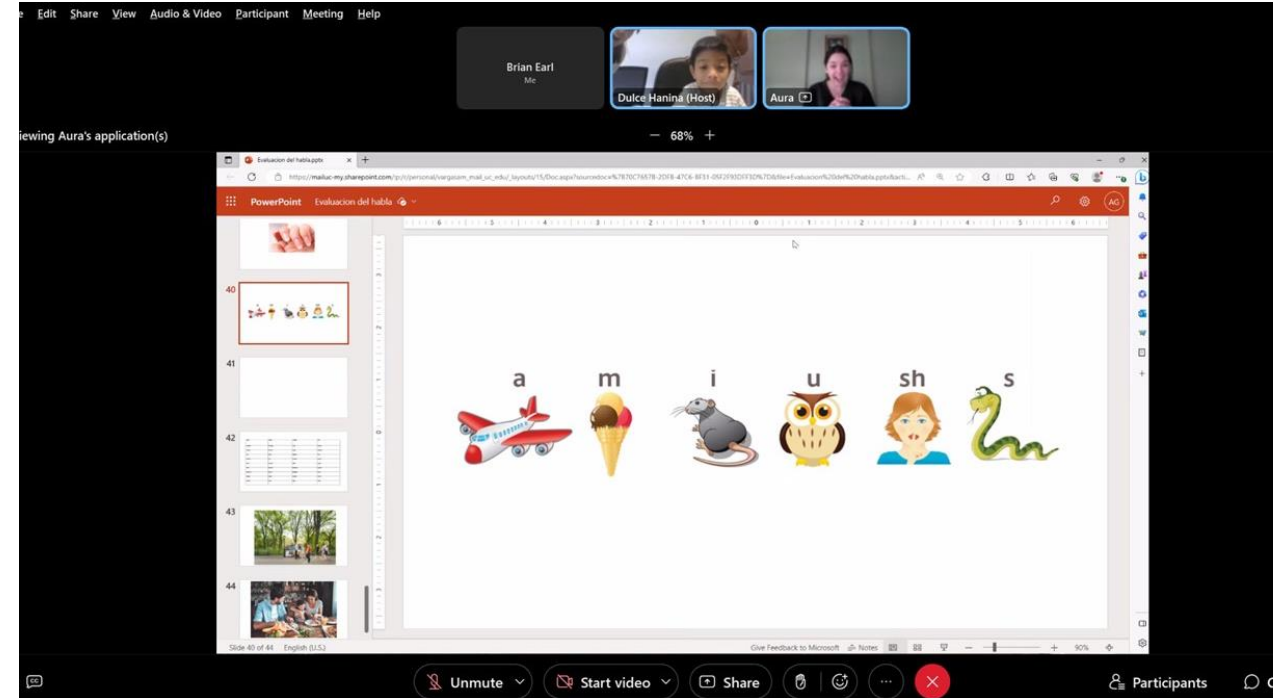 Edit Share View Audio & Video Participant Meeting Help
Brian Earl
Me
Dulce Hanina (Host)
Aura
iewing Aura's application(s)
68%
Evaluacion del habla.pptx
PowerPoint Evaluacion del habla
AG
40
41
42
43
44
a m i u sh s
Slide 40 of 44 English (U.S.)
Give Feedback to Microsoft Notes 90%
CC
Unmute Start video Share
Participants